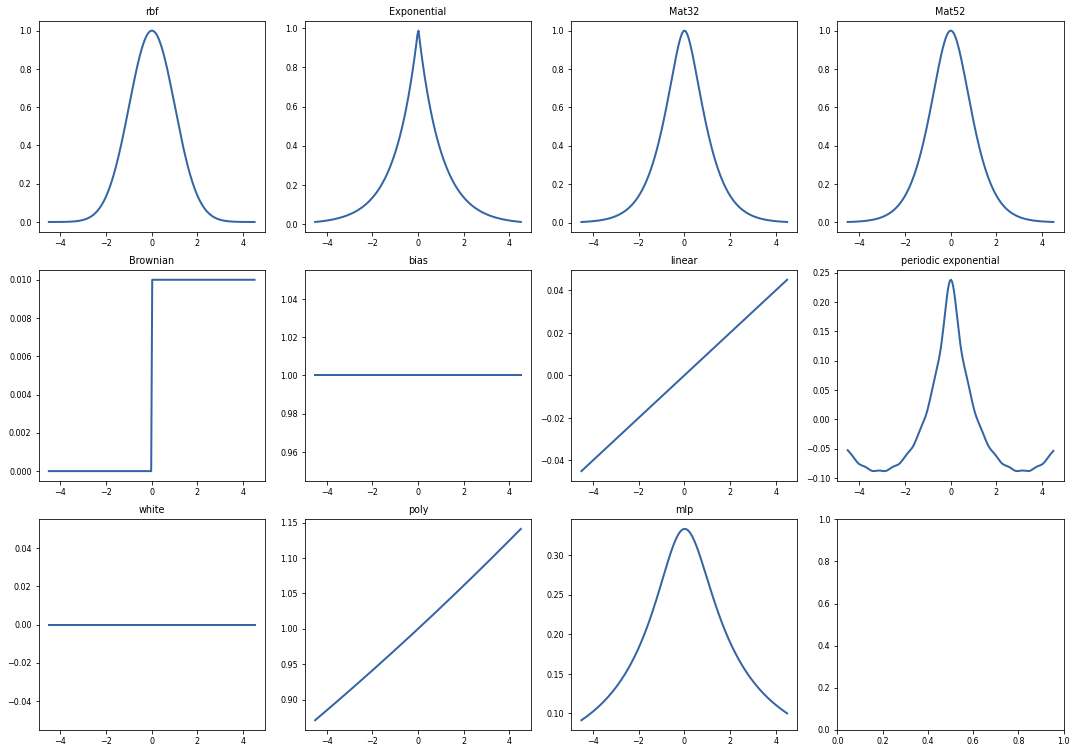 rbf Exponential Mat32 Mat52
1.0 1.0 1.0 1.0
0.8 0.8 0.8 0.8
0.6 0.6 0.6 0.6
0.4 0.4 0.4 0.4
0.2 0.2 0.2 0.2
0.0 0.0 0.0 0.0
−4 −2 0 2 4 −4 −2 0 2 4 −4 −2 0 2 4 −4 −2 0 2 4
Brownian bias linear periodic exponential
0.010 1.04 0.04 0.25
0.008 1.02 0.02 0.20
0.006 1.00 0.00 0.15
0.004 0.98 −0.02 0.10
0.002 0.96 −0.04 0.05
0.000 0.00
−0.05
−0.10
−4 −2 0 2 4 −4 −2 0 2 4 −4 −2 0 2 4 −4 −2 0 2 4
white poly mlp
0.04 1.15 0.30 1.0
0.02 1.10 0.25 0.8
0.00 1.05 0.20 0.6
−0.02 1.00 0.15 0.4
−0.04 0.95 0.10 0.2
0.90 0.0
−4 −2 0 2 4 −4 −2 0 2 4 −4 −2 0 2 4 0.0 0.2 0.4 0.6 0.8 1.0